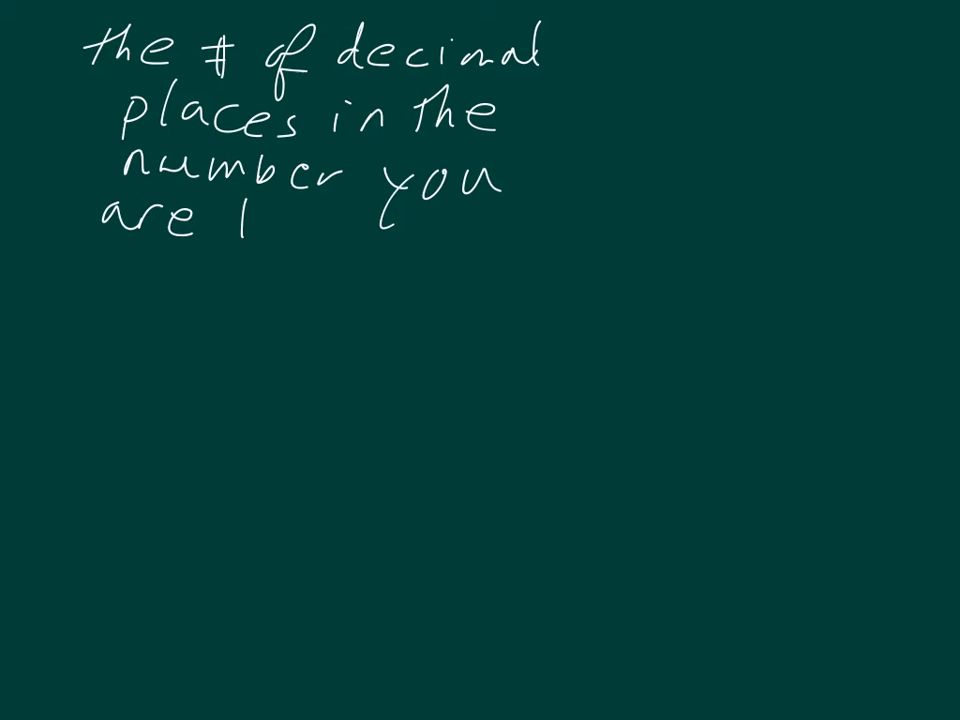 the # of decimal
places in the
number you
are l